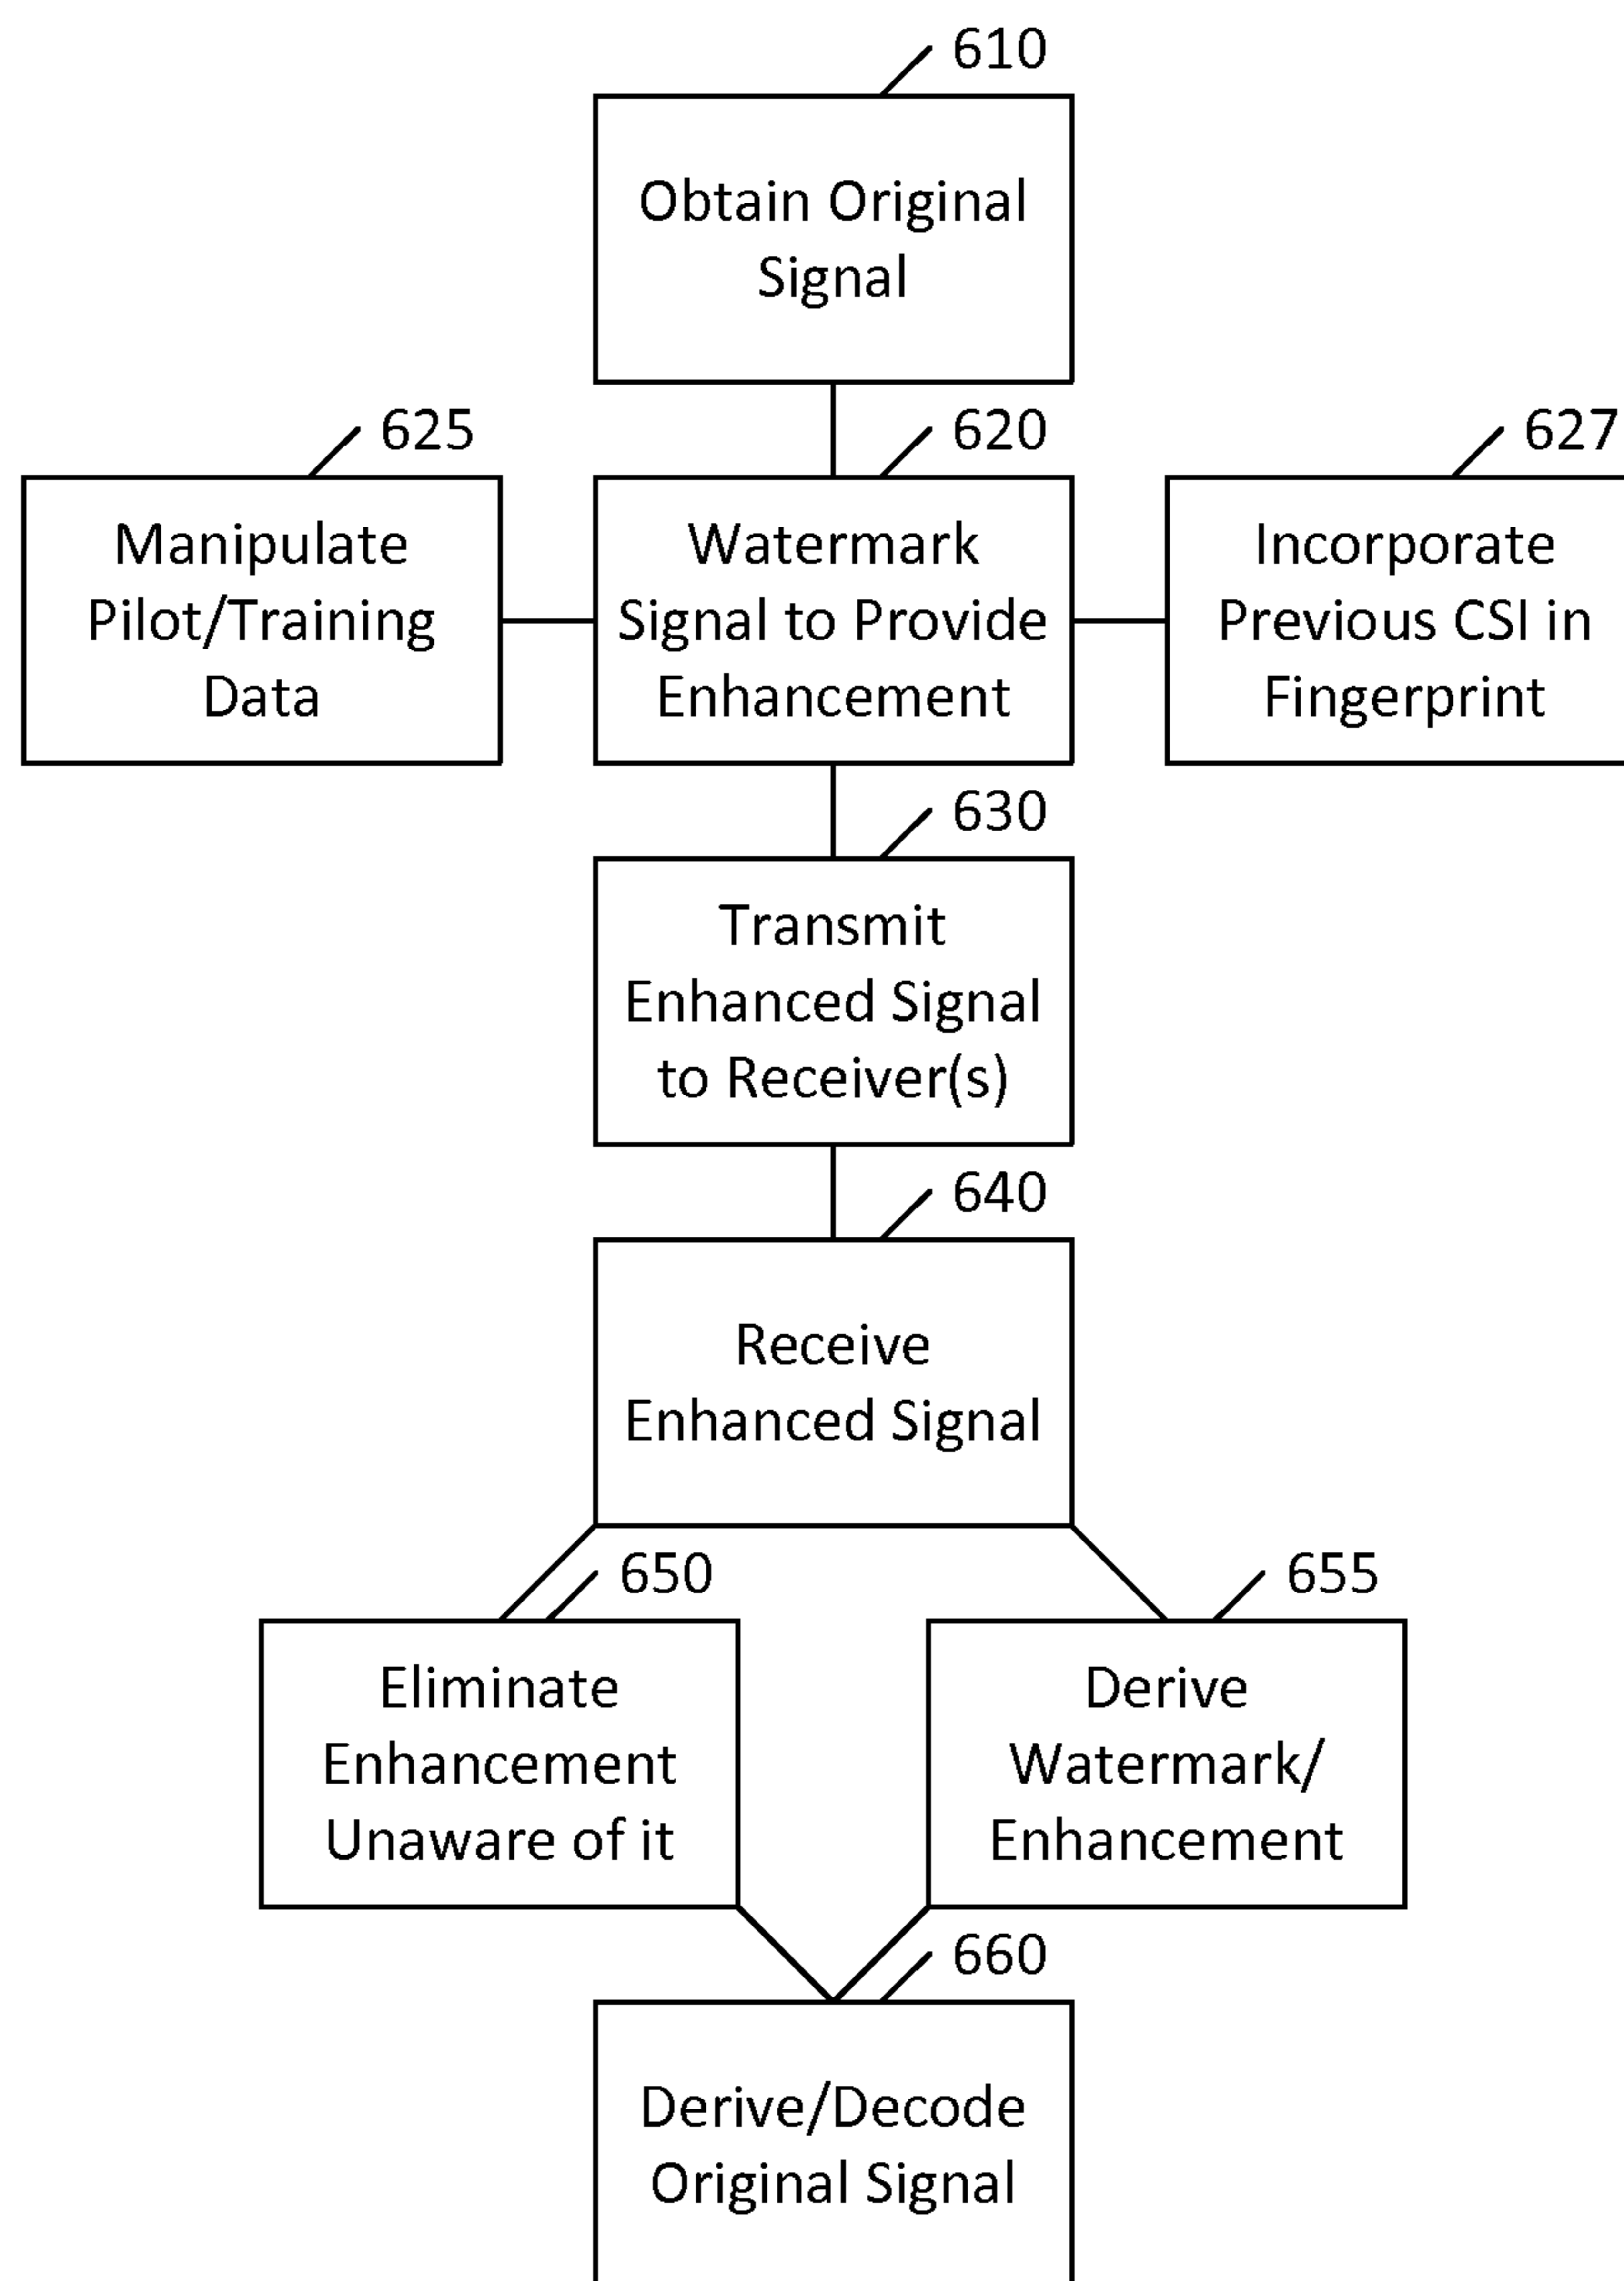 610
Obtain Original
Signal
625
Manipulate
Pilot/Training
Data
620
Watermark
Signal to Provide
Enhancement
627
Incorporate
Previous CSI in
Fingerprint
630
Transmit
Enhanced Signal
to Receiver(s)
640
Receive
Enhanced Signal
650
Eliminate
Enhancement
Unaware of it
655
Derive
Watermark/
Enhancement
660
Derive/Decode
Original Signal